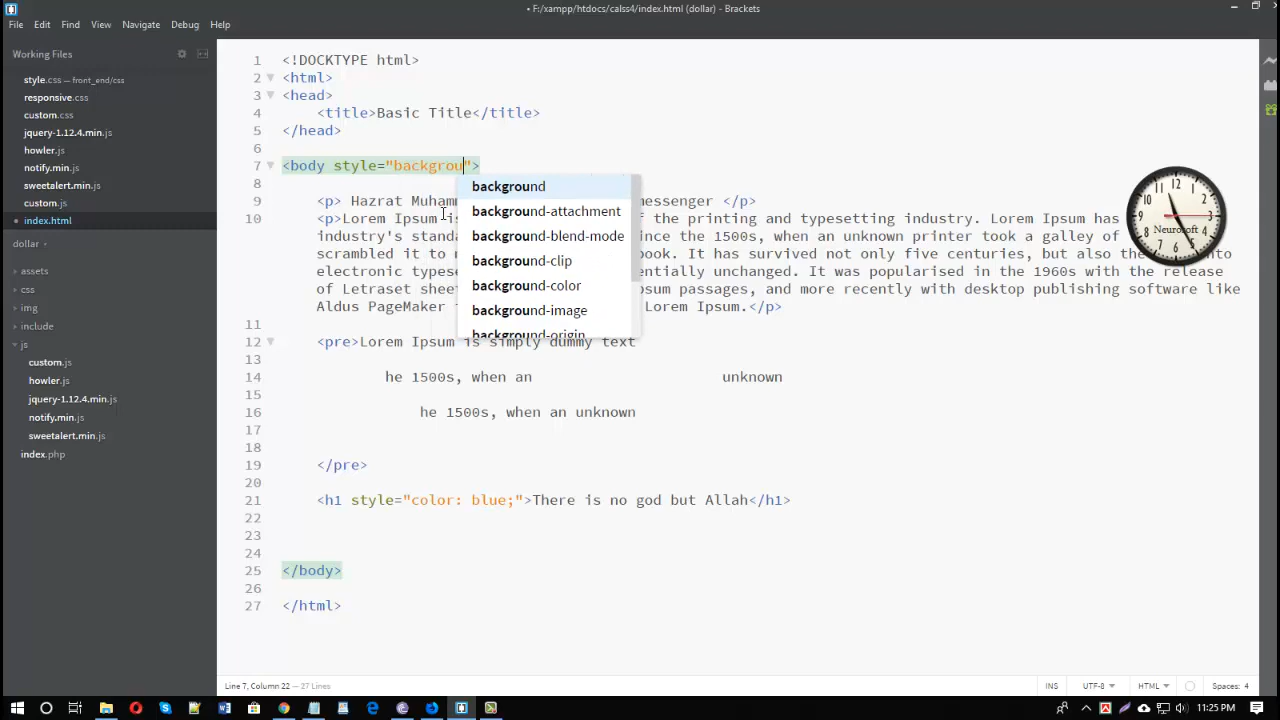 • F:/xampp/htdocs/calss4/index.html (dollar) - Brackets
File Edit Find View Navigate Debug Help
Working Files
style.css — front_end/css
responsive.css
custom.css
jquery-1.12.4.min.js
howler.js
notify.min.js
sweetalert.min.js
custom.js
index.html
dollar
assets
css
img
include
js
custom.js
howler.js
jquery-1.12.4.min.js
notify.min.js
sweetalert.min.js
index.php
1 <!DOCKTYPE html>
2 <html>
3 <head>
4 <title>Basic Title</title>
5 </head>
6
7 <body style="backgrou">
8
9 <p> Hazrat Muham messenger </p>
10 <p>Lorem Ipsum is f the printing and typesetting industry. Lorem Ipsum has
industry's standa ince the 1500s, when an unknown printer took a galley of
scrambled it to book. It has survived not only five centuries, but also the into
electronic typese entially unchanged. It was popularised in the 1960s with the release
of Letraset shee psum passages, and more recently with desktop publishing software like
Aldus PageMaker Lorem Ipsum.</p>
11
12 <pre>Lorem Ipsum is simply dummy text
13
14 he 1500s, when an unknown
15
16 he 1500s, when an unknown
17
18
19 </pre>
20
21 <h1 style="color: blue;">There is no god but Allah</h1>
22
23
24
25 </body>
26
27 </html>
background
background-attachment
background-blend-mode
background-clip
background-color
background-image
background-origin
12
3
6
9
Neurosoft
Line 7, Column 22 — 27 Lines
INS UTF-8 HTML Spaces: 4
11:25 PM